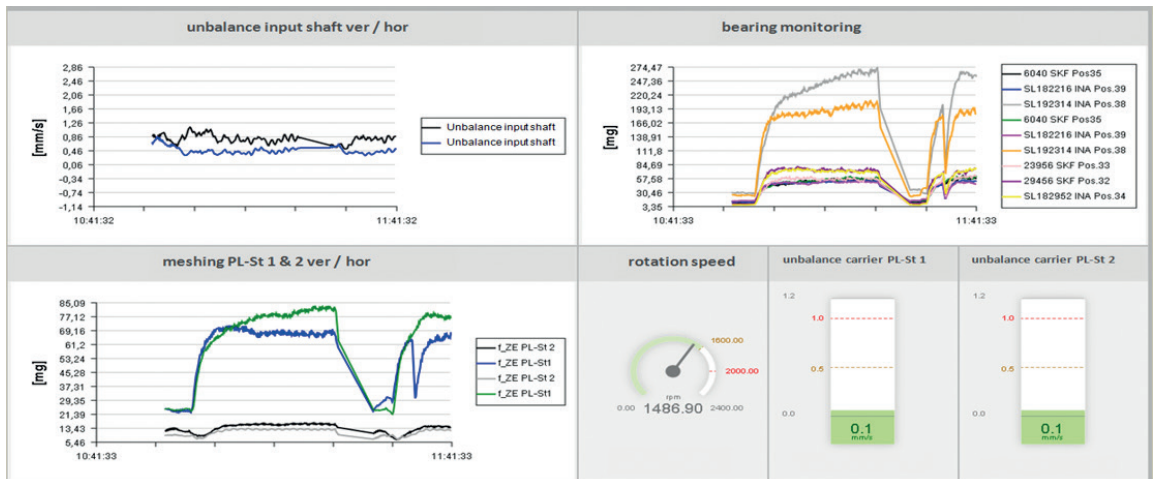 unbalance input shaft ver / hor
[mm/s]
2,86
2,46
2,06
1,66
1,26
0,86
0,46
0,06
-0,34
-0,74
-1,14
10:41:32
11:41:32
Unbalance input shaft
Unbalance input shaft
bearing monitoring
[mg]
274,47
247,36
220,24
193,13
166,02
138,91
111,8
84,69
57,58
30,46
3,35
10:41:33
11:41:33
6040 SKF Pos35
SL182216 INA Pos.39
SL192314 INA Pos.38
6040 SKF Pos35
SL182216 INA Pos.39
SL192314 INA Pos.38
23956 SKF Pos.33
29456 SKF Pos.32
SL182952 INA Pos.34
meshing PL-St 1 & 2 ver / hor
[mg]
85,09
77,12
69,16
61,2
53,24
45,28
37,31
29,35
21,39
13,43
5,46
10:41:33
11:41:33
f_ZE PL-St 2
f_ZE PL-St1
f_ZE PL-St 2
f_ZE PL-St1
rotation speed
1600.00
2000.00
rpm
0.00
1486.90
2400.00
unbalance carrier PL-St 1
1.2
1.0
0.5
0.0
0.1
mm/s
unbalance carrier PL-St 2
1.2
1.0
0.5
0.0
0.1
mm/s